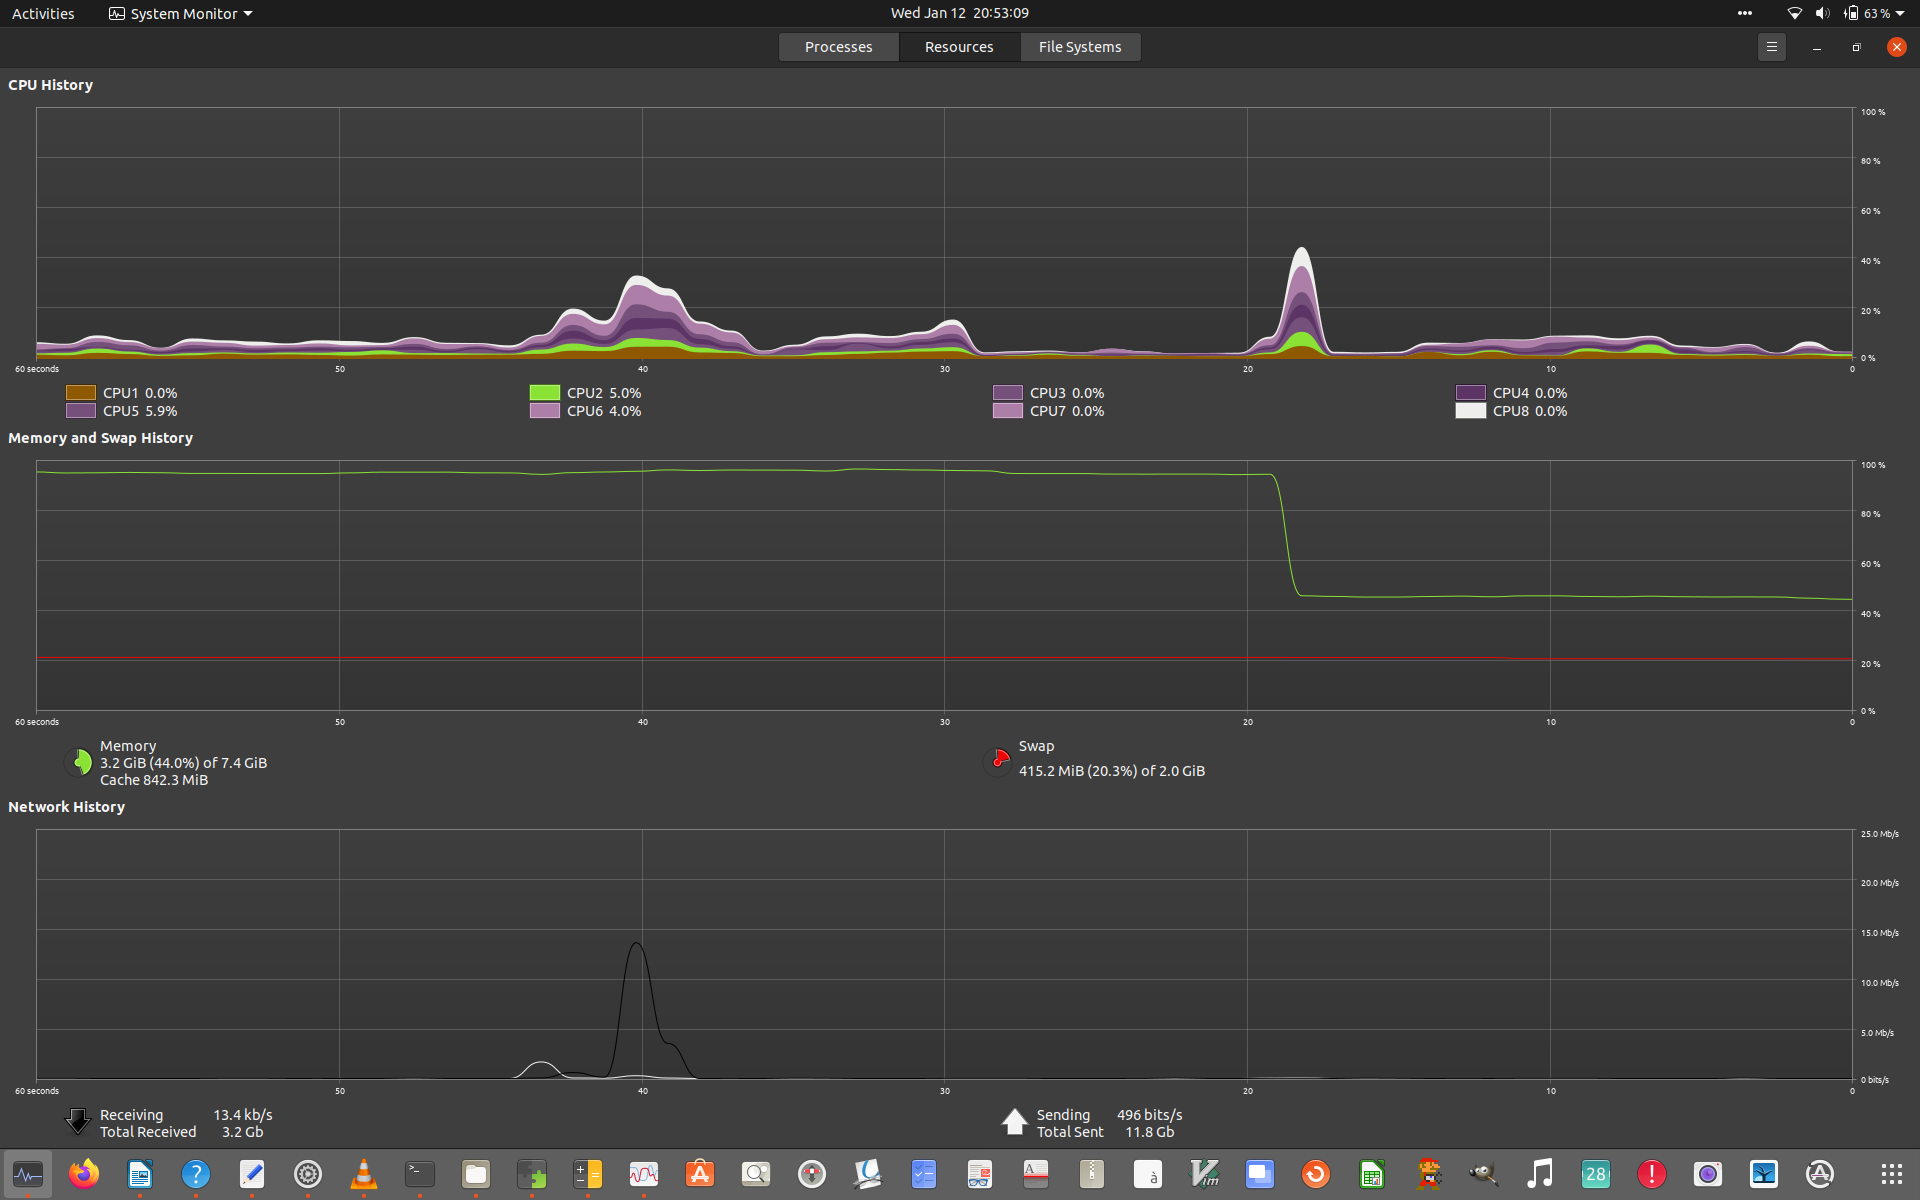 Activities System Monitor Wed Jan 12 20:53:09 63 %
Processes Resources File Systems
CPU History
100 %
80 %
60 %
40 %
20 %
0 %
60 seconds 50 40 30 20 10 0
CPU1 0.0% CPU2 5.0% CPU3 0.0% CPU4 0.0%
CPU5 5.9% CPU6 4.0% CPU7 0.0% CPU8 0.0%
Memory and Swap History
100 %
80 %
60 %
40 %
20 %
0 %
60 seconds 50 40 30 20 10 0
Memory
3.2 GiB (44.0%) of 7.4 GiB
Cache 842.3 MiB
Swap
415.2 MiB (20.3%) of 2.0 GiB
Network History
25.0 Mb/s
20.0 Mb/s
15.0 Mb/s
10.0 Mb/s
5.0 Mb/s
0 bits/s
60 seconds 50 40 30 20 10 0
Receiving 13.4 kb/s Sending 496 bits/s
Total Received 3.2 Gb Total Sent 11.8 Gb
? >_ A A à Vim 28 !